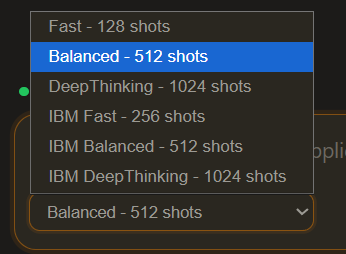 Fast - 128 shots
Balanced - 512 shots
DeepThinking - 1024 shots
IBM Fast - 256 shots
IBM Balanced - 512 shots
IBM DeepThinking - 1024 shots
Balanced - 512 shots